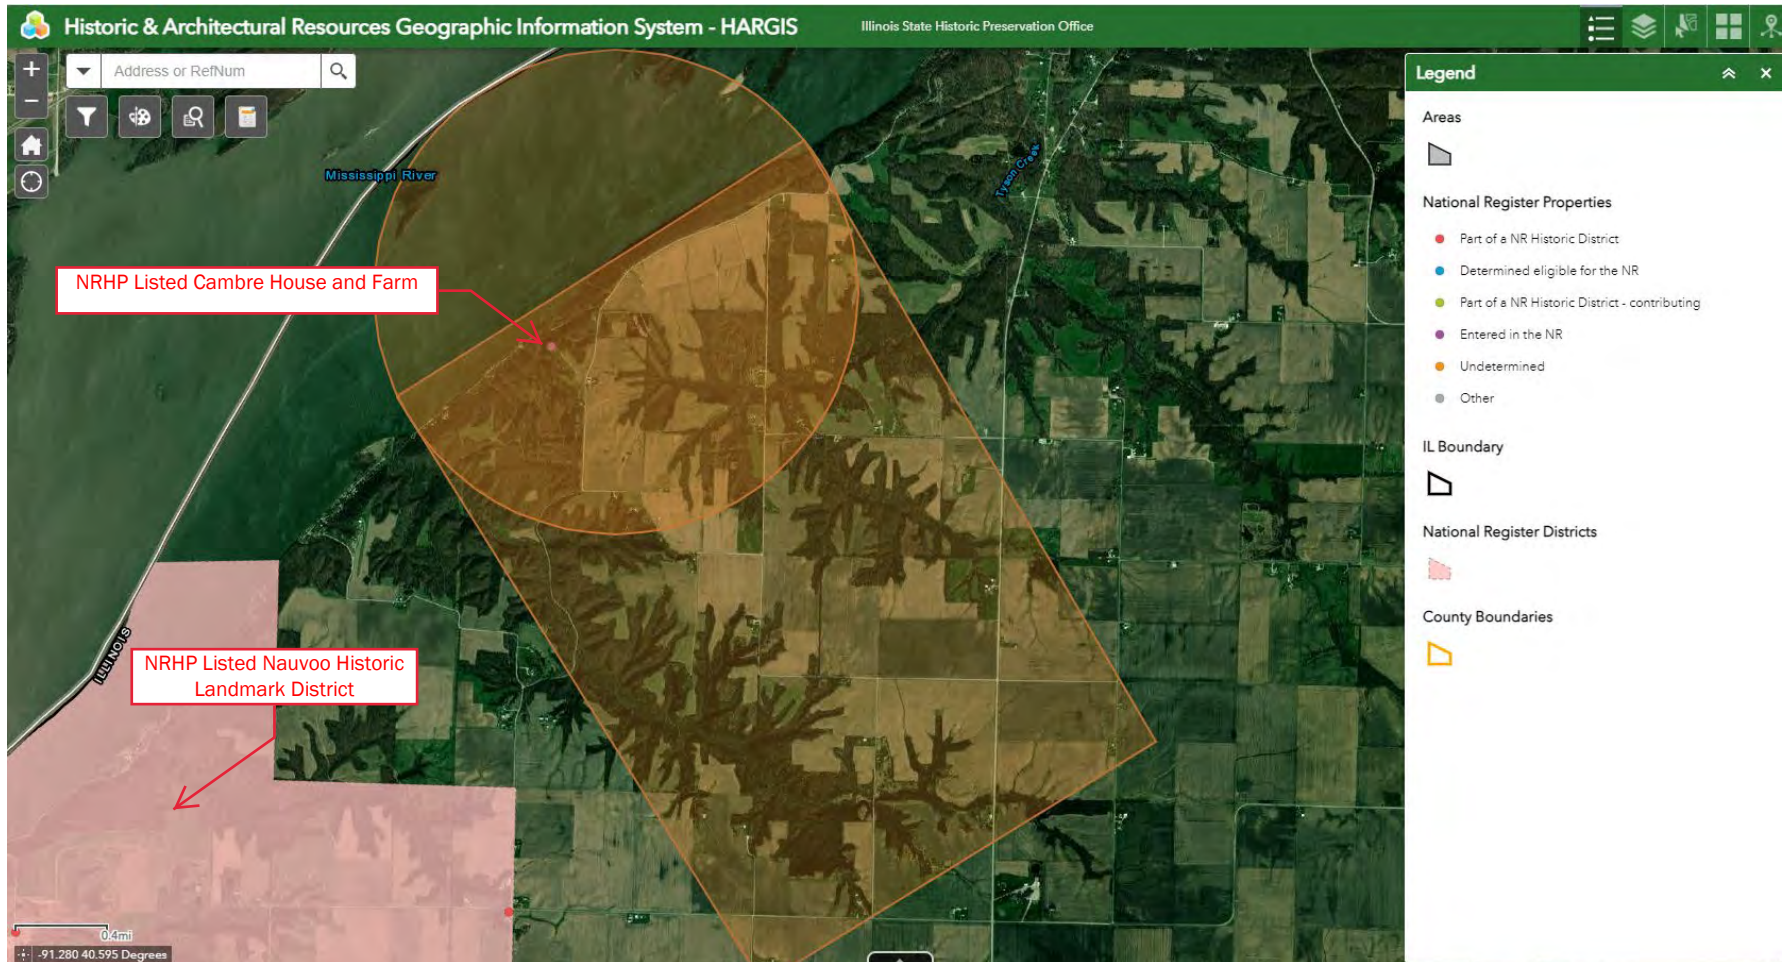 Historic & Architectural Resources Geographic Information System - HARGIS
Illinois State Historic Preservation Office
+
Address or RefNum
−
Legend
Areas
National Register Properties
Part of a NR Historic District
Determined eligible for the NR
Part of a NR Historic District - contributing
Entered in the NR
Undetermined
Other
IL Boundary
National Register Districts
County Boundaries
Mississippi River
Tyson Creek
NRHP Listed Cambre House and Farm
ILLINOIS
NRHP Listed Nauvoo Historic
Landmark District
0.4mi
-91.280 40.595 Degrees